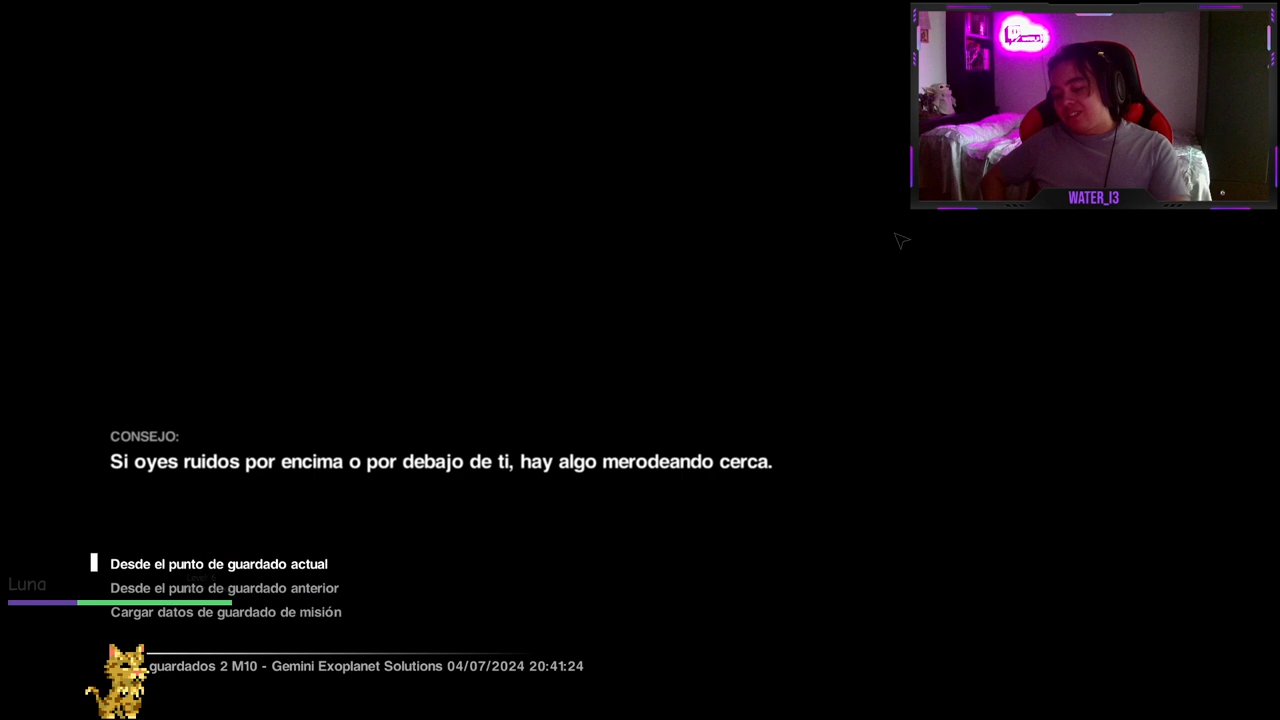 WATER_I3
CONSEJO:
Si oyes ruidos por encima o por debajo de ti, hay algo merodeando cerca.
Desde el punto de guardado actual
Luna
Desde el punto de guardado anterior
Cargar datos de guardado de misión
guardados 2 M10 - Gemini Exoplanet Solutions 04/07/2024 20:41:24